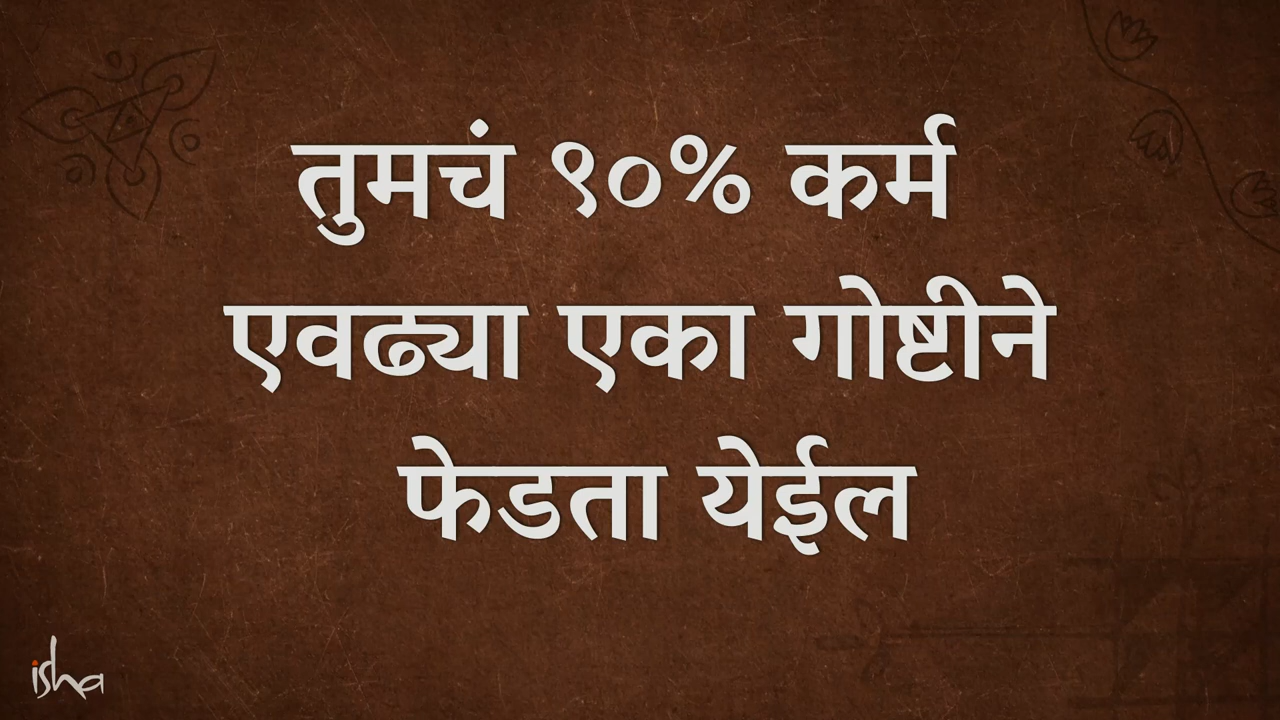 तुमचं ९०% कर्म
एवढ्या एका गोष्टीने
फेडता येईल
isha